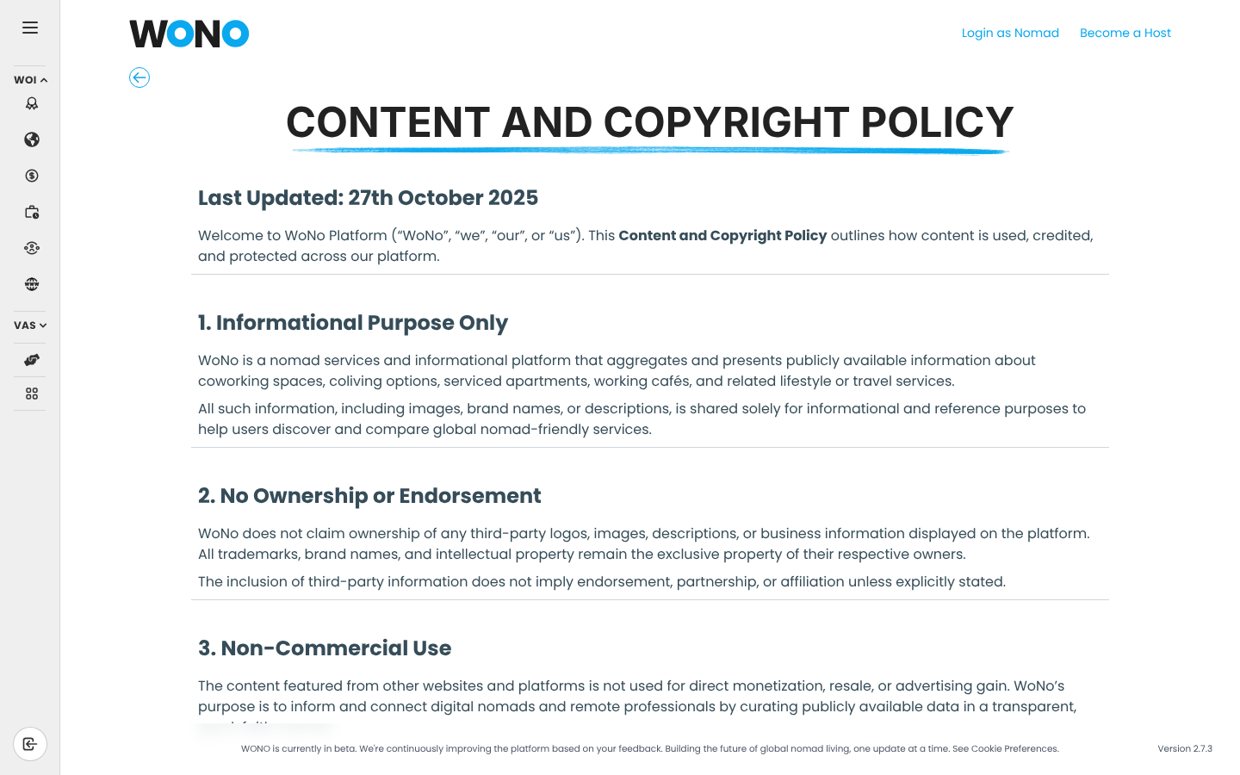 WONO
Login as Nomad
Become a Host
WOI
VAS
CONTENT AND COPYRIGHT POLICY
Last Updated: 27th October 2025
Welcome to WoNo Platform (“WoNo”, “we”, “our”, or “us”). This Content and Copyright Policy outlines how content is used, credited,
and protected across our platform.
1. Informational Purpose Only
WoNo is a nomad services and informational platform that aggregates and presents publicly available information about
coworking spaces, coliving options, serviced apartments, working cafés, and related lifestyle or travel services.
All such information, including images, brand names, or descriptions, is shared solely for informational and reference purposes to
help users discover and compare global nomad-friendly services.
2. No Ownership or Endorsement
WoNo does not claim ownership of any third-party logos, images, descriptions, or business information displayed on the platform.
All trademarks, brand names, and intellectual property remain the exclusive property of their respective owners.
The inclusion of third-party information does not imply endorsement, partnership, or affiliation unless explicitly stated.
3. Non-Commercial Use
The content featured from other websites and platforms is not used for direct monetization, resale, or advertising gain. WoNo’s
purpose is to inform and connect digital nomads and remote professionals by curating publicly available data in a transparent,
WONO is currently in beta. We're continuously improving the platform based on your feedback. Building the future of global nomad living, one update at a time. See Cookie Preferences.
Version 2.7.3